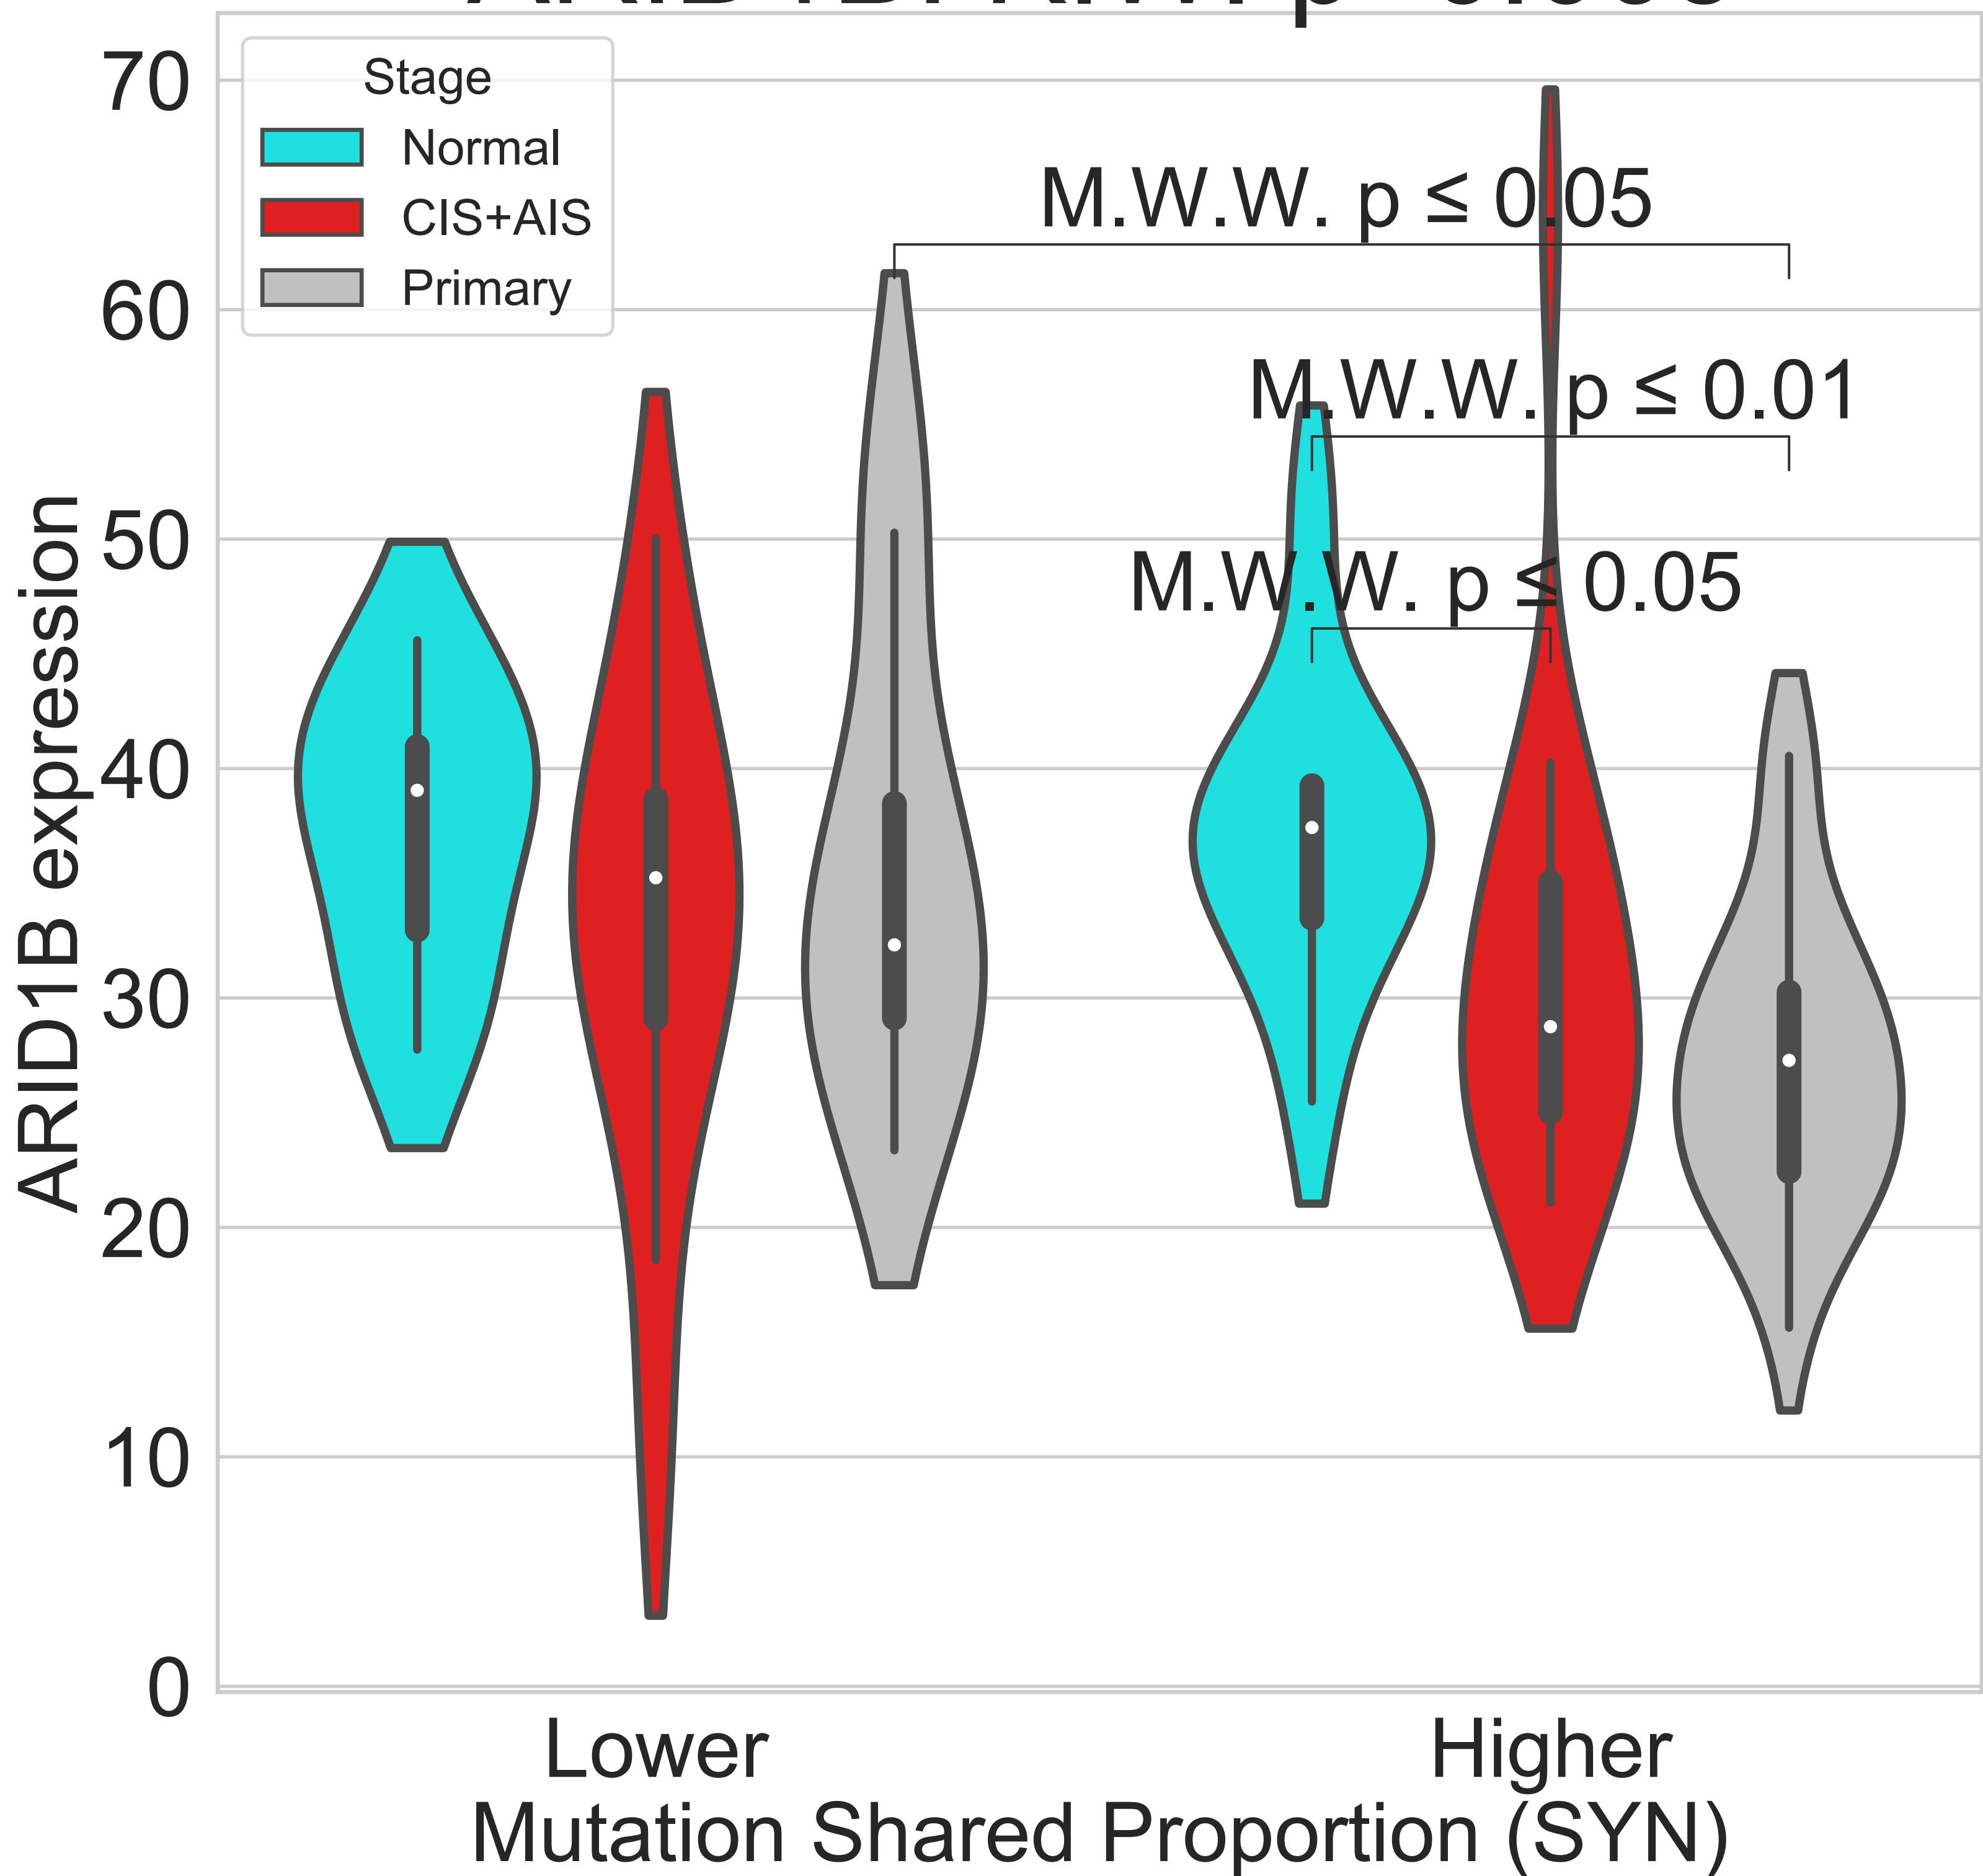 70
60
50
40
30
20
10
0
ARID1B expression
Stage
Normal
CIS+AIS
Primary
M.W.W. p ≤ 0.05
M.W.W. p ≤ 0.01
M.W.W. p ≤ 0.05
Lower
Higher
Mutation Shared Proportion (SYN)